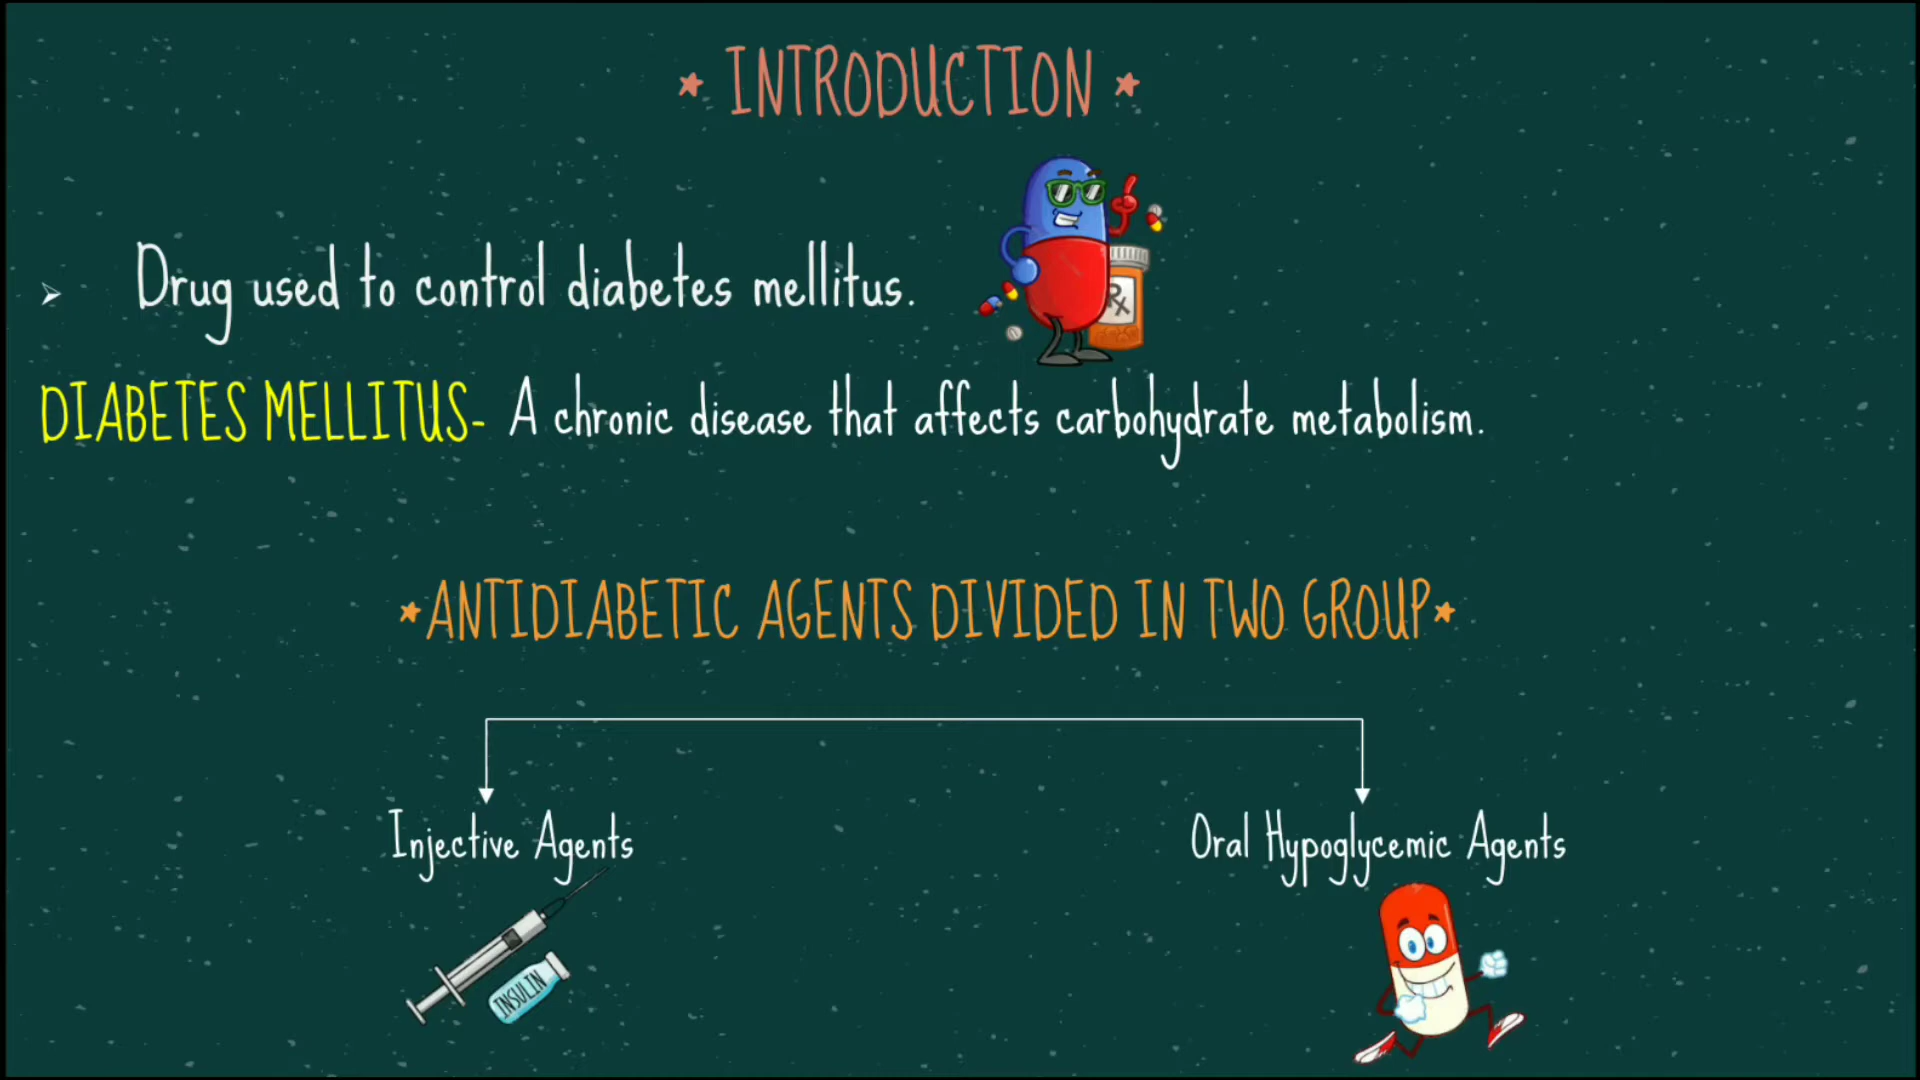 * INTRODUCTION *
➢ Drug used to control diabetes mellitus.
Rx
DIABETES MELLITUS- A chronic disease that affects carbohydrate metabolism.
*ANTIDIABETIC AGENTS DIVIDED IN TWO GROUP*
Injective Agents
Oral Hypoglycemic Agents
INSULIN